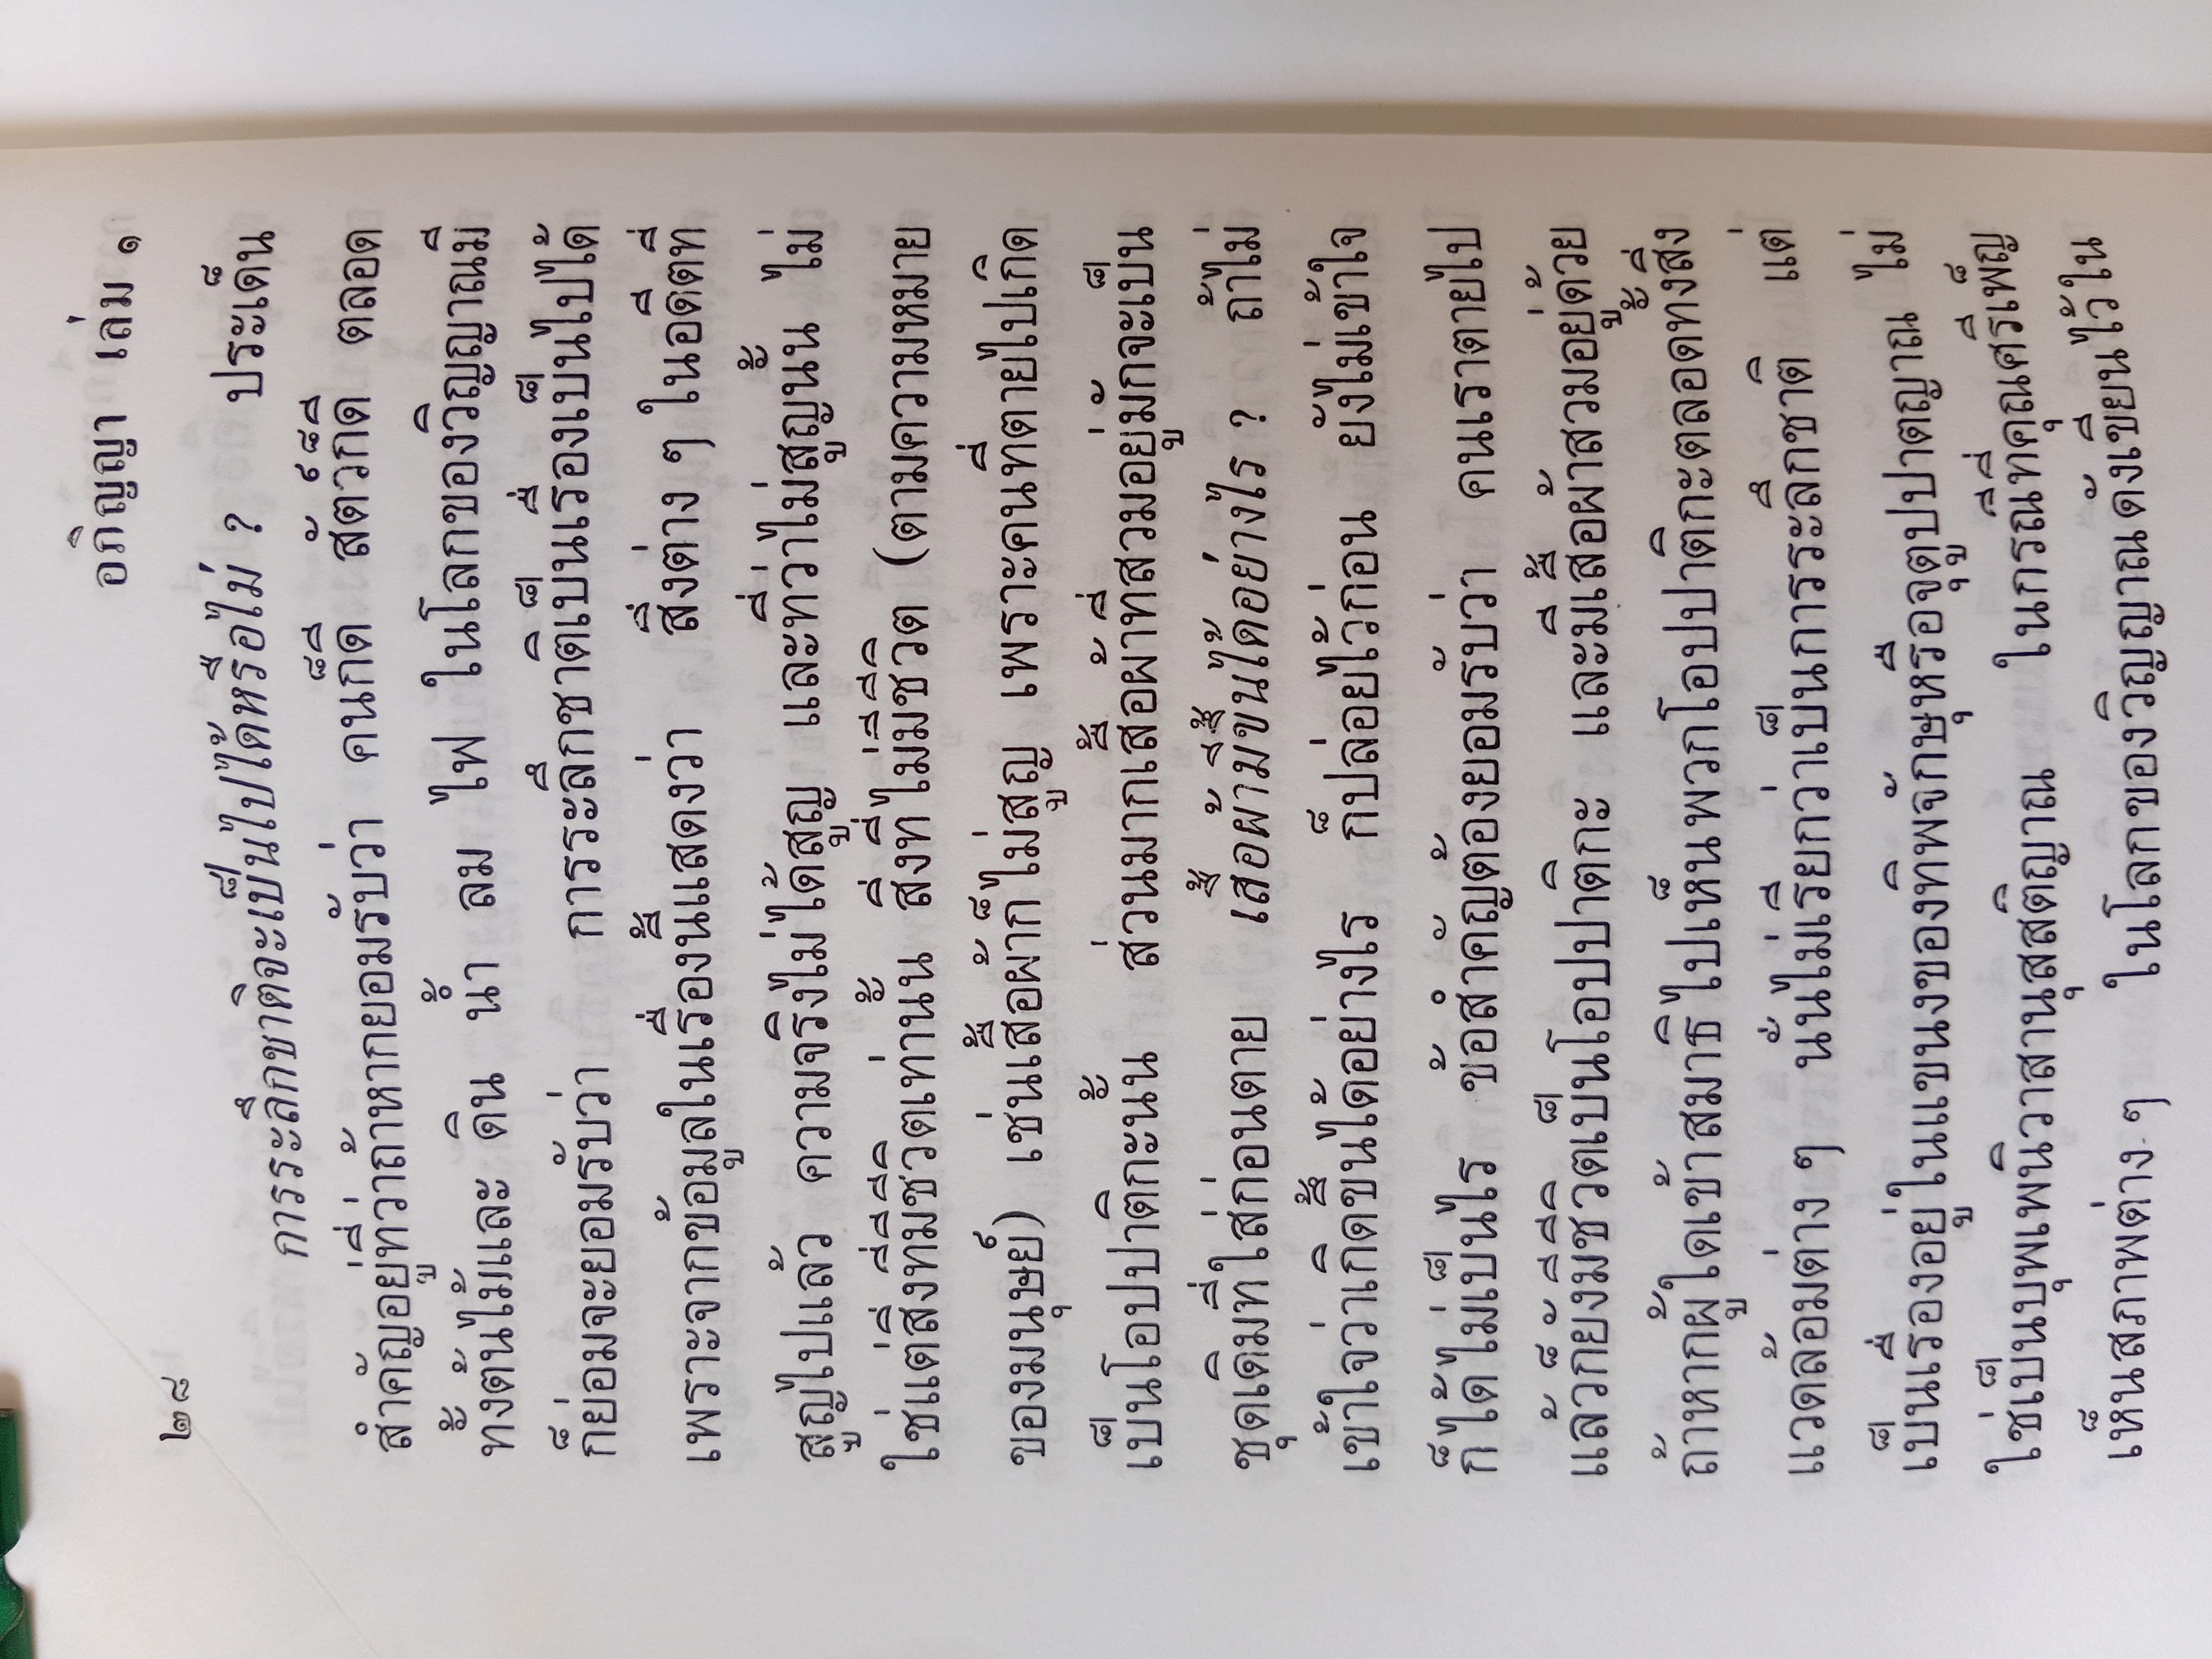 ๒๘
อภิญญา เล่ม ๑
การระลึกชาติจะเป็นไปได้หรือไม่ ? ประเด็น
สำคัญอยู่ที่ว่าถ้าหากยอมรับว่า คนก็ดี สัตว์ก็ดี ตลอด
ทั้งต้นไม้และ ดิน น้ำ ลม ไฟ ในโลกของวิญญาณมี
ก็ย่อมจะยอมรับว่า การระลึกชาติเป็นเรื่องเป็นไปได้
เพราะจากข้อมูลในเรื่องนี้แสดงว่า สิ่งต่าง ๆ ในอดีตที่
สูญไปแล้ว ความจริงไม่ได้สูญ และที่ว่าไม่สูญนั้น ไม่
ใช่แต่สิ่งที่มีชีวิตเท่านั้น สิ่งที่ไม่มีชีวิต (ตามความหมาย
ของมนุษย์) เช่นเสื้อผ้าก็ไม่สูญ เพราะคนที่ตายไปเกิด
เป็นโอปปาติกะนั้น ส่วนมากเสื้อผ้าที่สวมอยู่มักจะเป็น
ชุดเดิมที่ใส่ก่อนตาย เสื้อผ้ามีขึ้นได้อย่างไร ? ถ้าไม่
เข้าใจว่าเกิดขึ้นได้อย่างไร ก็ปล่อยไว้ก่อน ยังไม่เข้าใจ
ก็ได้ไม่เป็นไร ข้อสำคัญต้องยอมรับว่า คนเราตายไป
แล้วก็ยังมีชีวิตเป็นโอปปาติกะ และมีเสื้อผ้าสวมอยู่ด้วย
ถ้าหากผู้ใดเข้าสมาธิไปเห็นพวกโอปปาติกะตลอดทั้งสิ่ง
แวดล้อมต่าง ๆ นั่นไม่เรียกว่าเป็นการระลึกชาติ แต่
เป็นเรื่องอยู่ในแขนงของทิพจักษุหรือจุตูปปาตญาณ ไม่
ใช่เป็นบุพเพนิวาสานุสสติญาณ ในกรณีที่คุณศรีเพ็ญ
เห็นสภาพต่าง ๆ ในโลกของวิญญาณดังเขียนไว้ใน